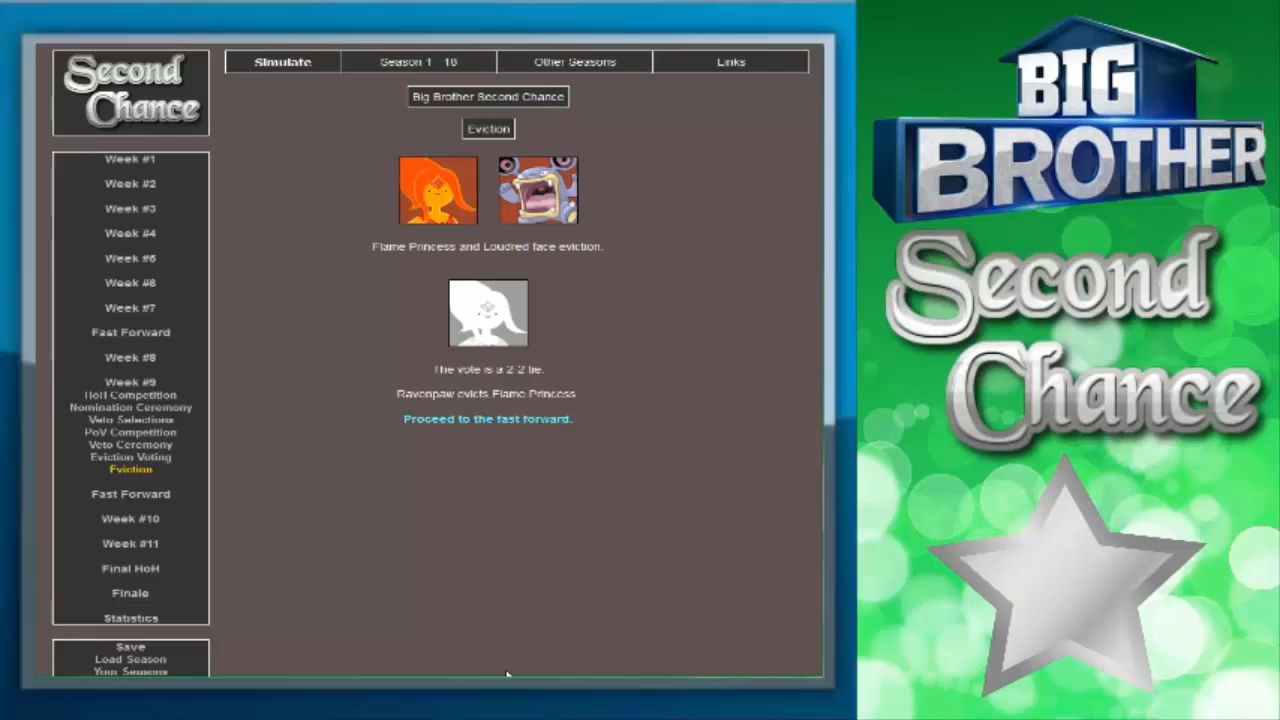 Second
Chance
Simulate
Season 1 18
Other Seasons
Links
Big Brother Second Chance
Eviction
Flame Princess and Loudred face eviction.
The vote is a 2-2 tie.
Ravenpaw evicts Flame Princess
Proceed to the fast forward.
Week #1
Week #2
Week #3
Week #4
Week #5
Week #6
Week #7
Fast Forward
Week #8
Week #9
HoH Competition
Nomination Ceremony
Veto Selections
PoV Competition
Veto Ceremony
Eviction Voting
Eviction
Fast Forward
Week #10
Week #11
Final HoH
Finale
Statistics
Save
Load Season
Your Seasons
BIG
BROTHER
Second
Chance